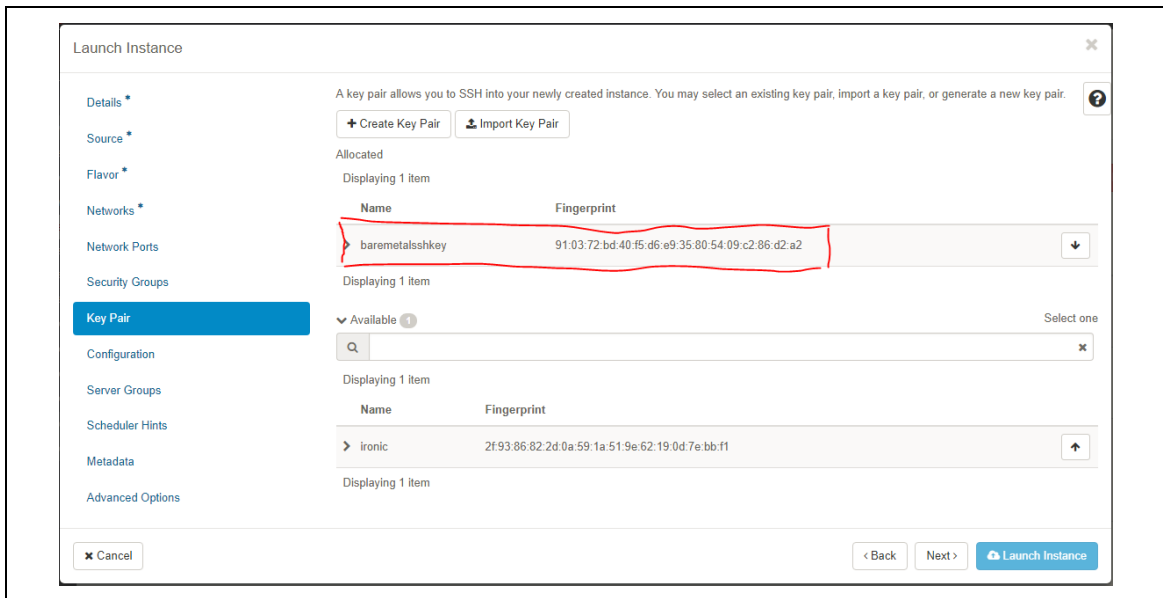 Launch Instance
Details *
Source *
Flavor *
Networks *
Network Ports
Security Groups
Key Pair
Configuration
Server Groups
Scheduler Hints
Metadata
Advanced Options
A key pair allows you to SSH into your newly created instance. You may select an existing key pair, import a key pair, or generate a new key pair.
+ Create Key Pair Import Key Pair
Allocated
Displaying 1 item
Name Fingerprint
baremetalsshkey 91:03:72:bd:40:f5:d6:e9:35:80:54:09:c2:86:d2:a2
Displaying 1 item
Available 1 Select one
Displaying 1 item
Name Fingerprint
ironic 2f:93:86:82:2d:0a:59:1a:51:9e:62:19:0d:7e:bb:f1
Displaying 1 item
× Cancel < Back Next > Launch Instance